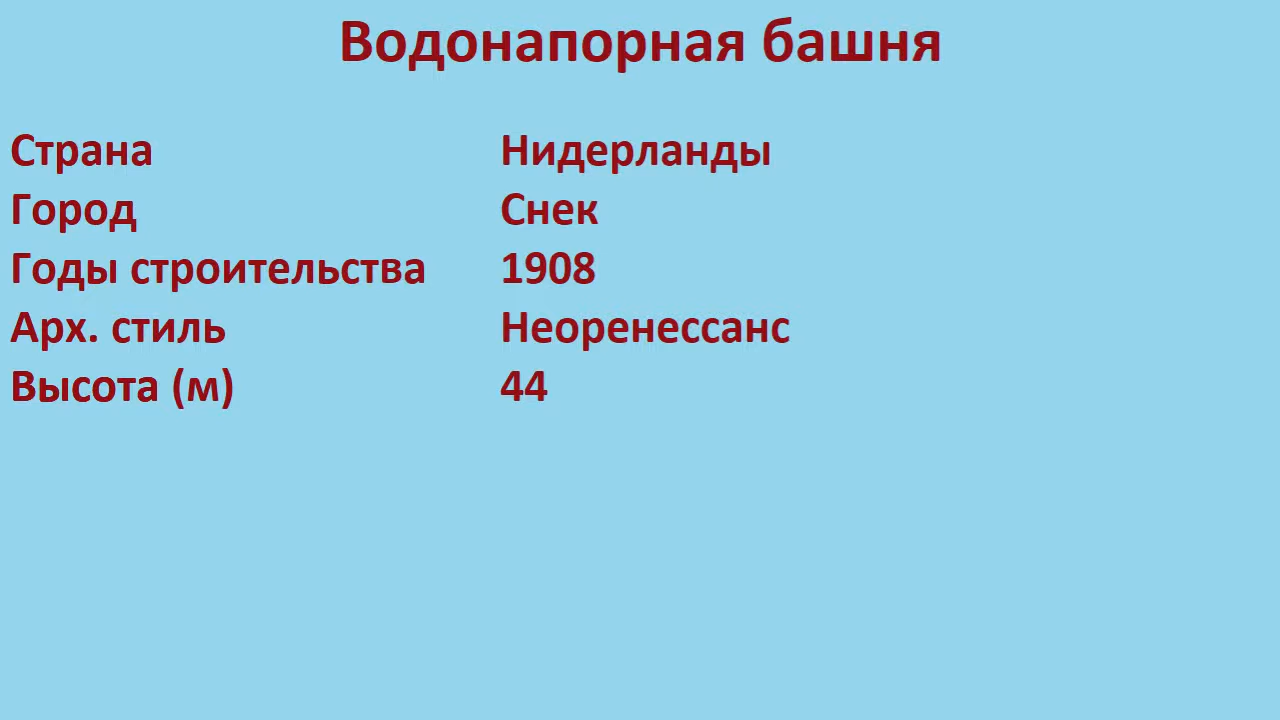 Водонапорная башня
Страна Нидерланды
Город Снек
Годы строительства 1908
Арх. стиль Неоренессанс
Высота (м) 44